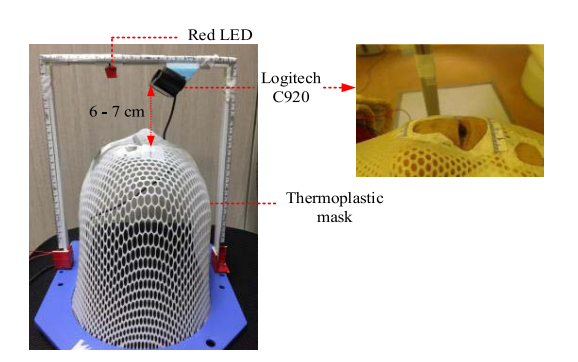 Red LED
Logitech
C920
6 - 7 cm
Thermoplastic
mask